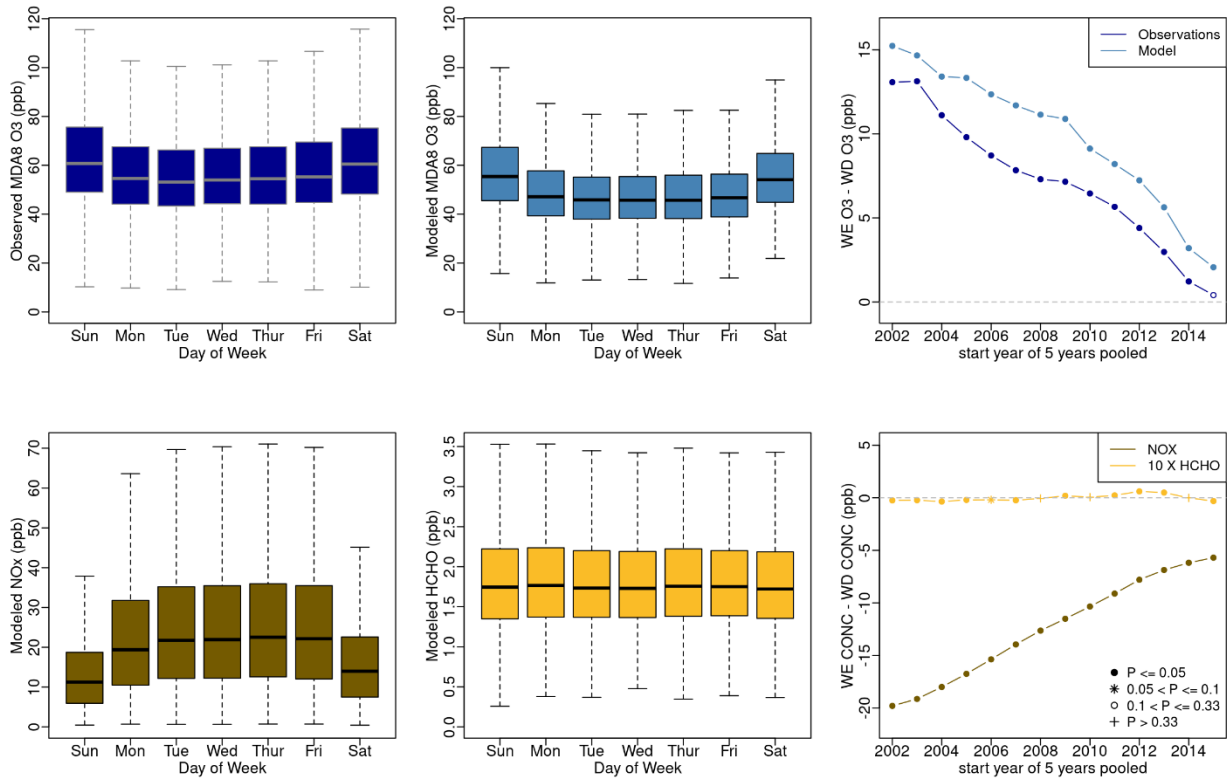 Observed MDA8 O3 (ppb)
0 20 40 60 80 100 120
Sun Mon Tue Wed Thur Fri Sat
Day of Week
Modeled MDA8 O3 (ppb)
0 20 40 60 80 100 120
Sun Mon Tue Wed Thur Fri Sat
Day of Week
WE O3 - WD O3 (ppb)
0 5 10 15
Observations
Model
2002 2004 2006 2008 2010 2012 2014
start year of 5 years pooled
Modeled NOx (ppb)
0 10 20 30 40 50 60 70
Sun Mon Tue Wed Thur Fri Sat
Day of Week
Modeled HCHO (ppb)
0.0 0.5 1.0 1.5 2.0 2.5 3.0 3.5
Sun Mon Tue Wed Thur Fri Sat
Day of Week
WE CONC - WD CONC (ppb)
-20 -15 -10 -5 0 5
NOX
10 X HCHO
P <= 0.05
0.05 < P <= 0.1
0.1 < P <= 0.33
P > 0.33
2002 2004 2006 2008 2010 2012 2014
start year of 5 years pooled